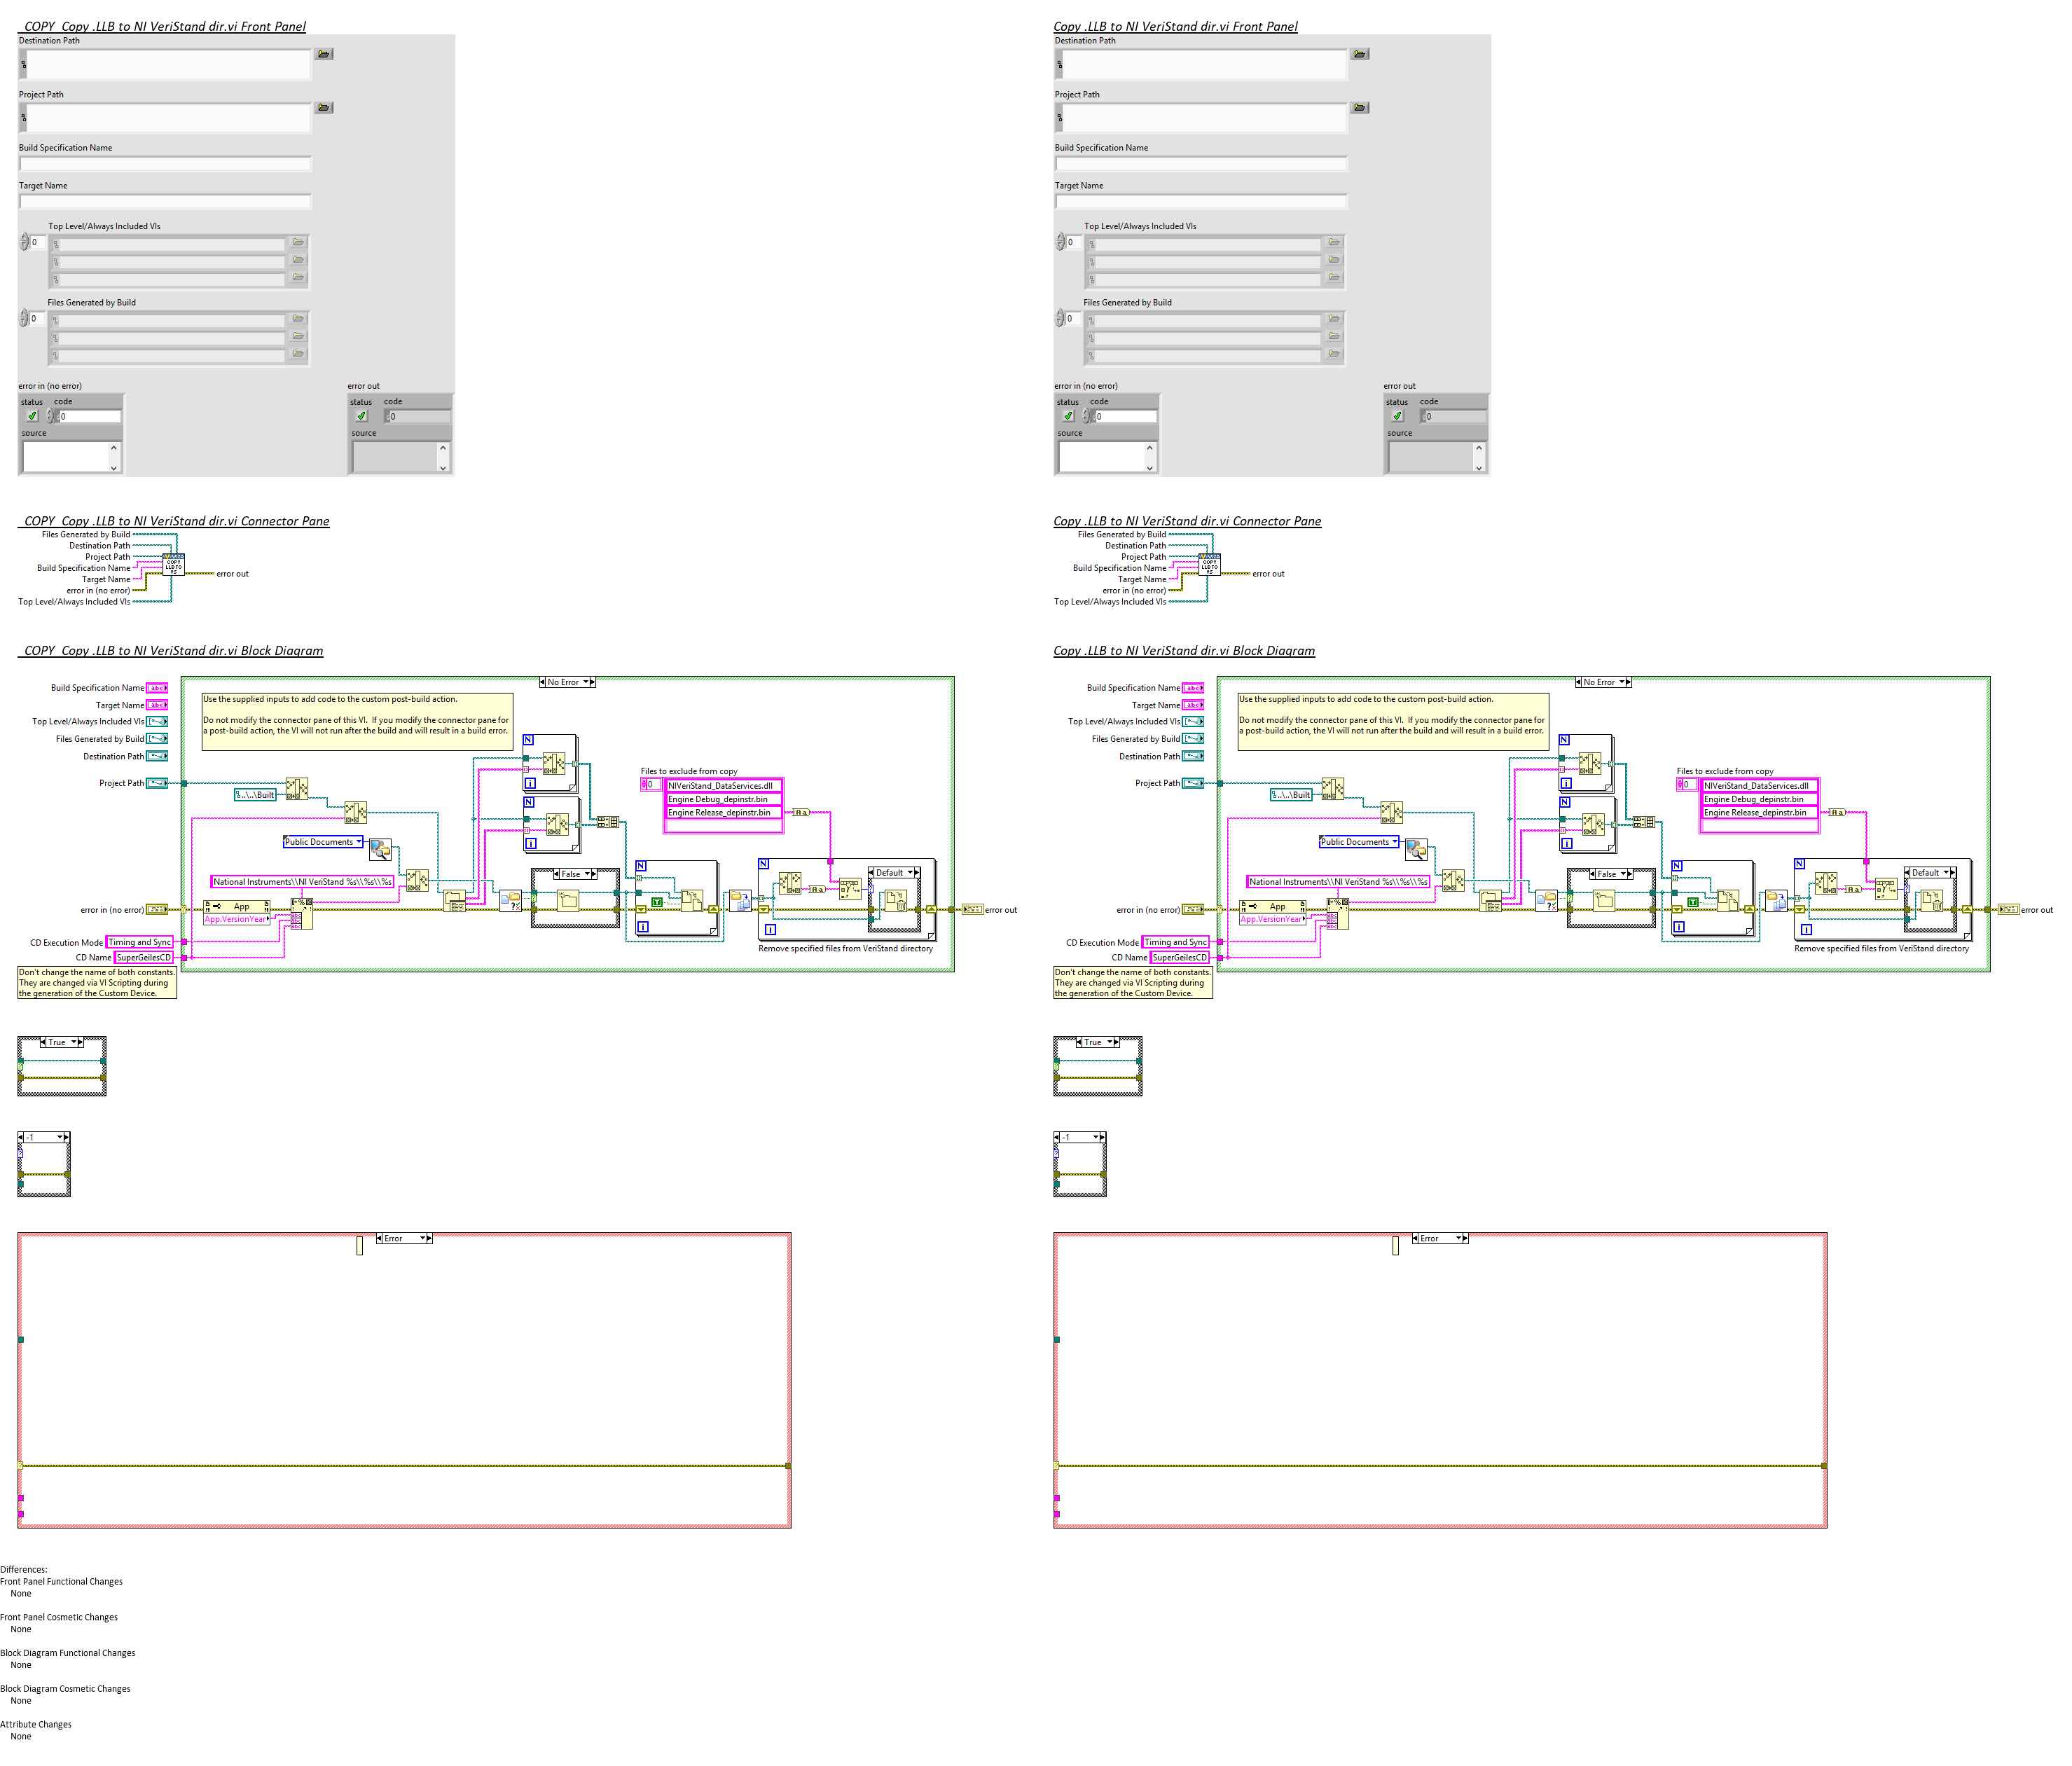 _COPY_Copy .LLB to NI VeriStand dir.vi Front Panel
Destination Path
Project Path
Build Specification Name
Target Name
Top Level/Always Included VIs
0
Files Generated by Build
0
error in (no error)
status code
0
source
error out
status code
0
source
_COPY_Copy .LLB to NI VeriStand dir.vi Connector Pane
Files Generated by Build
Destination Path
Project Path
Build Specification Name
Target Name
error in (no error)
Top Level/Always Included VIs
COPY
LLB TO
VS
error out
_COPY_Copy .LLB to NI VeriStand dir.vi Block Diagram
Build Specification Name
abc
Target Name
abc
Top Level/Always Included VIs
Files Generated by Build
Destination Path
Project Path
No Error
Use the supplied inputs to add code to the custom post-build action.
Do not modify the connector pane of this VI.  If you modify the connector pane for
a post-build action, the VI will not run after the build and will result in a build error.
..\..\Built
Public Documents
National Instruments\\NI VeriStand %s\\%s\\%s
error in (no error)
App
App.VersionYear
CD Execution Mode
Timing and Sync
CD Name
SuperGeilesCD
Don't change the name of both constants.
They are changed via VI Scripting during
the generation of the Custom Device.
N
i
N
i
False
Files to exclude from copy
0
NIVeriStand_DataServices.dll
Engine Debug_depinstr.bin
Engine Release_depinstr.bin
Aa
N
T
i
N
Aa
Default
i
Remove specified files from VeriStand directory
error out
True
-1
Error
Copy .LLB to NI VeriStand dir.vi Front Panel
Destination Path
Project Path
Build Specification Name
Target Name
Top Level/Always Included VIs
0
Files Generated by Build
0
error in (no error)
status code
0
source
error out
status code
0
source
Copy .LLB to NI VeriStand dir.vi Connector Pane
Files Generated by Build
Destination Path
Project Path
Build Specification Name
Target Name
error in (no error)
Top Level/Always Included VIs
COPY
LLB TO
VS
error out
Copy .LLB to NI VeriStand dir.vi Block Diagram
Build Specification Name
abc
Target Name
abc
Top Level/Always Included VIs
Files Generated by Build
Destination Path
Project Path
No Error
Use the supplied inputs to add code to the custom post-build action.
Do not modify the connector pane of this VI.  If you modify the connector pane for
a post-build action, the VI will not run after the build and will result in a build error.
..\..\Built
Public Documents
National Instruments\\NI VeriStand %s\\%s\\%s
error in (no error)
App
App.VersionYear
CD Execution Mode
Timing and Sync
CD Name
SuperGeilesCD
Don't change the name of both constants.
They are changed via VI Scripting during
the generation of the Custom Device.
N
i
N
i
False
Files to exclude from copy
0
NIVeriStand_DataServices.dll
Engine Debug_depinstr.bin
Engine Release_depinstr.bin
Aa
N
T
i
N
Aa
Default
i
Remove specified files from VeriStand directory
error out
True
-1
Error
Differences:
Front Panel Functional Changes
None
Front Panel Cosmetic Changes
None
Block Diagram Functional Changes
None
Block Diagram Cosmetic Changes
None
Attribute Changes
None